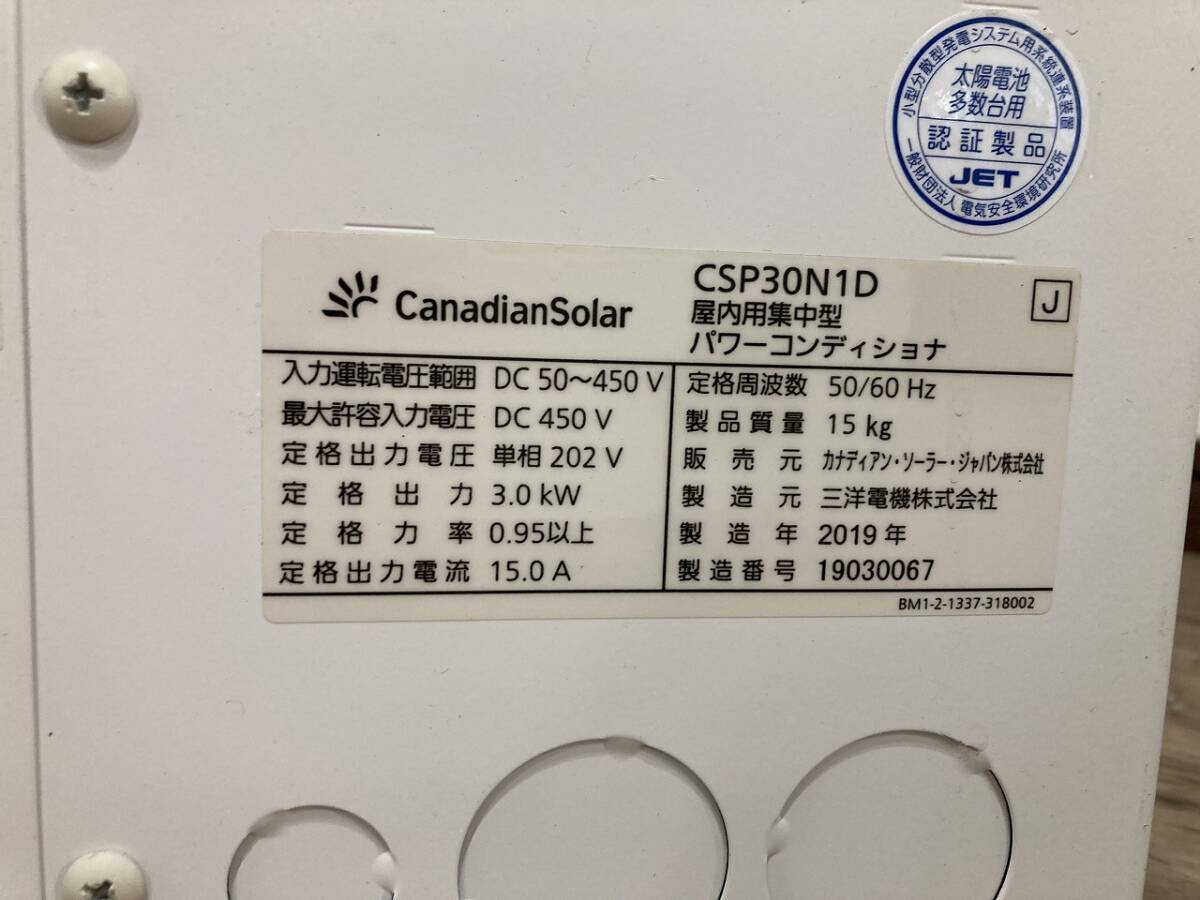 小型分散型発電システム用系統連系装置
太陽電池
多数台用
認証製品
JET
一般財団法人 電気安全環境研究所
CanadianSolar
CSP30N1D
屋内用集中型
パワーコンディショナ
J
入力運転電圧範囲 DC 50～450 V
最大許容入力電圧 DC 450 V
定格出力電圧 単相 202 V
定格出力 3.0 kW
定格力率 0.95以上
定格出力電流 15.0 A
定格周波数 50/60 Hz
製品質量 15 kg
販売元 カナディアン・ソーラー・ジャパン株式会社
製造元 三洋電機株式会社
製造年 2019 年
製造番号 19030067
BM1-2-1337-318002